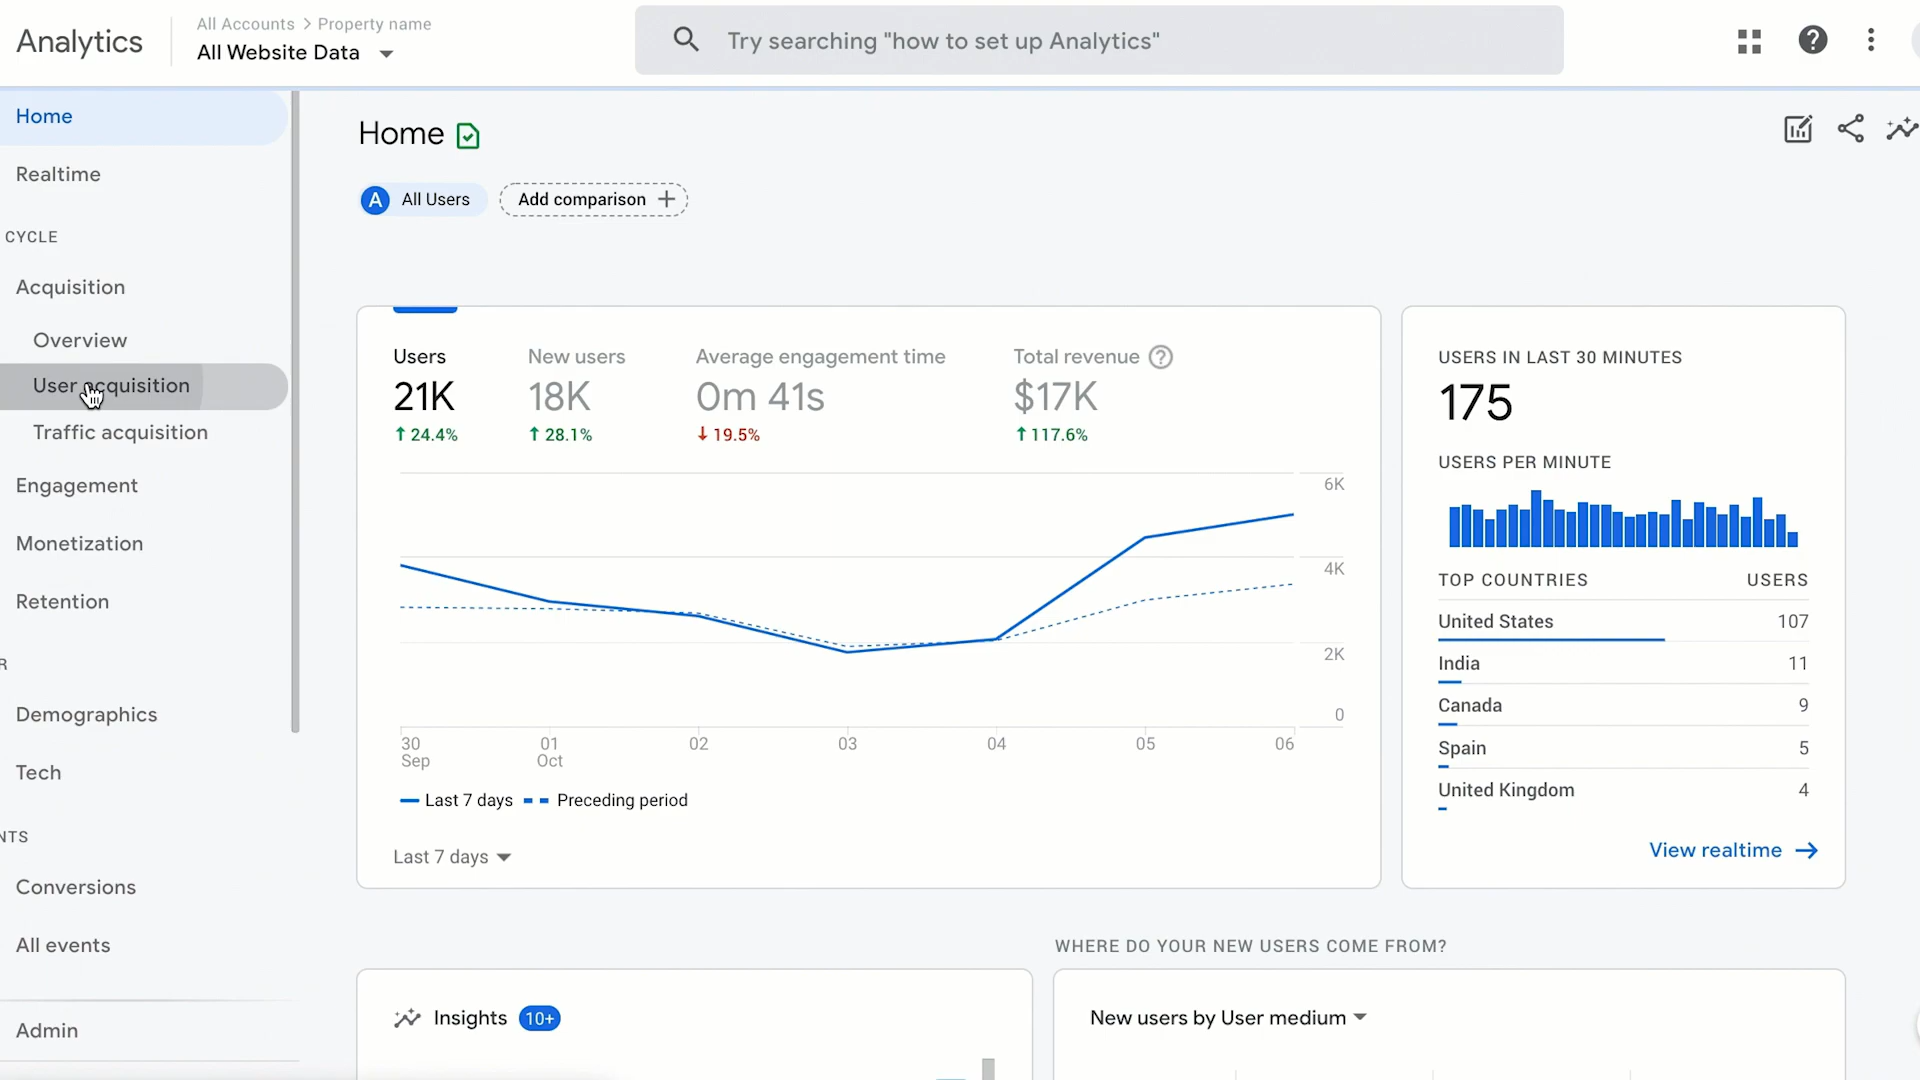 Analytics
All Accounts > Property name
All Website Data
Try searching "how to set up Analytics"
Home
Realtime
CYCLE
Acquisition
Overview
User acquisition
Traffic acquisition
Engagement
Monetization
Retention
R
Demographics
Tech
NTS
Conversions
All events
Admin
Home
A All Users
Add comparison +
Users
21K
↑ 24.4%
New users
18K
↑ 28.1%
Average engagement time
0m 41s
↓ 19.5%
Total revenue ?
$17K
↑ 117.6%
6K
4K
2K
0
30 Sep
01 Oct
02
03
04
05
06
Last 7 days
Preceding period
Last 7 days
USERS IN LAST 30 MINUTES
175
USERS PER MINUTE
TOP COUNTRIES USERS
United States 107
India 11
Canada 9
Spain 5
United Kingdom 4
View realtime →
Insights 10+
WHERE DO YOUR NEW USERS COME FROM?
New users by User medium